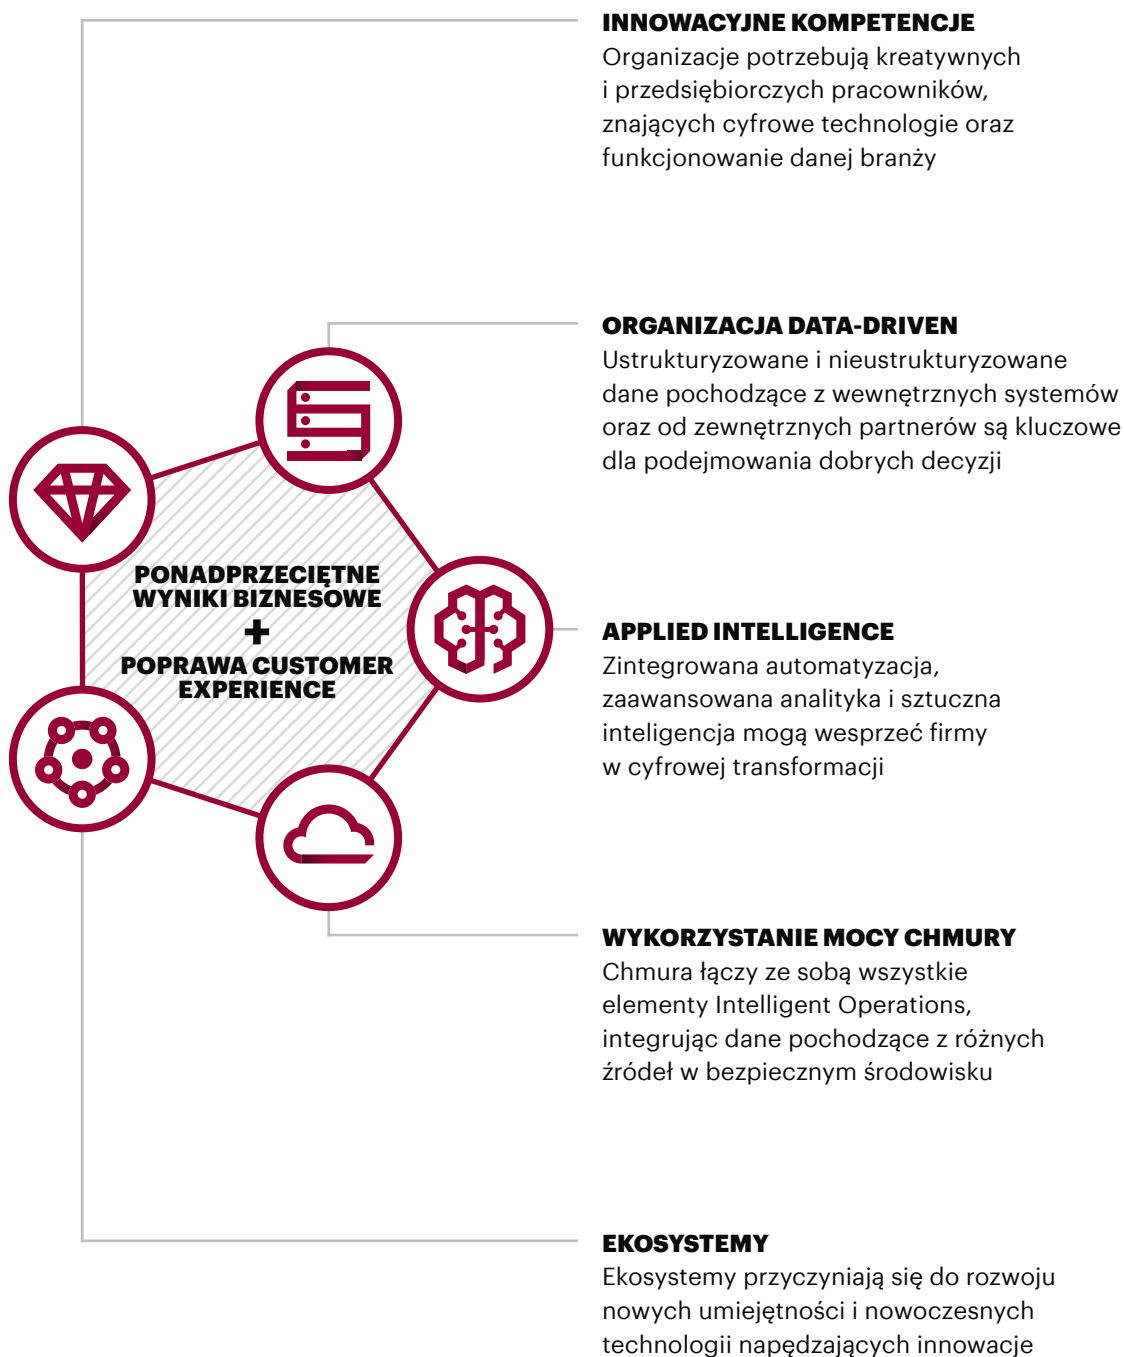 INNOWACYJNE KOMPETENCJE
Organizacje potrzebują kreatywnych
i przedsiębiorczych pracowników,
znających cyfrowe technologie oraz
funkcjonowanie danej branży
ORGANIZACJA DATA-DRIVEN
Ustrukturyzowane i nieustrukturyzowane
dane pochodzące z wewnętrznych systemów
oraz od zewnętrznych partnerów są kluczowe
dla podejmowania dobrych decyzji
PONADPRZECIĘTNE
WYNIKI BIZNESOWE
+
POPRAWA CUSTOMER
EXPERIENCE
APPLIED INTELLIGENCE
Zintegrowana automatyzacja,
zaawansowana analityka i sztuczna
inteligencja mogą wesprzeć firmy
w cyfrowej transformacji
WYKORZYSTANIE MOCY CHMURY
Chmura łączy ze sobą wszystkie
elementy Intelligent Operations,
integrując dane pochodzące z różnych
źródeł w bezpiecznym środowisku
EKOSYSTEMY
Ekosystemy przyczyniają się do rozwoju
nowych umiejętności i nowoczesnych
technologii napędzających innowacje